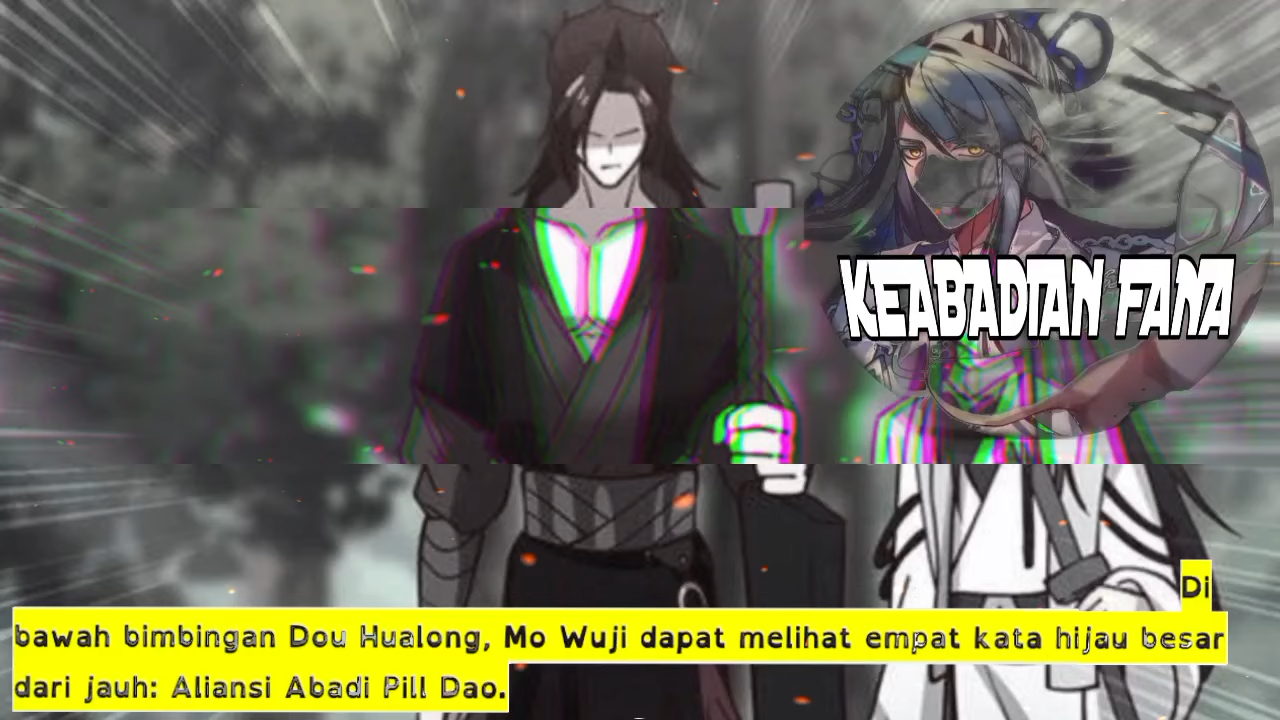 KEABADIAN FANA
Di
bawah bimbingan Dou Hualong, Mo Wuji dapat melihat empat kata hijau besar
dari jauh: Aliansi Abadi Pill Dao.